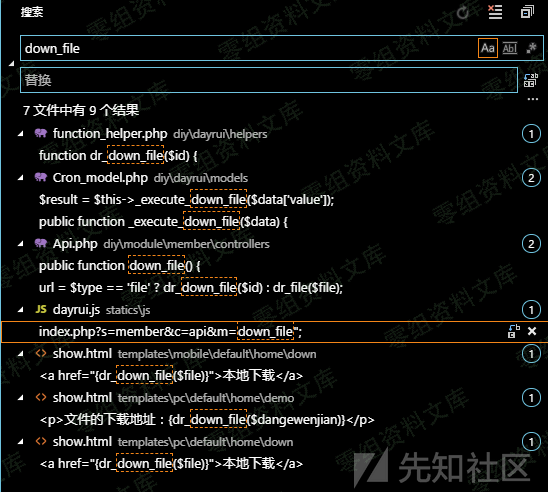 搜索
down_file
Aa Abl .*
替换
...
7 文件中有 9 个结果
function_helper.php diy\dayrui\helpers 1
function dr_down_file($id) {
Cron_model.php diy\dayrui\models 2
$result = $this->_execute_down_file($data['value']);
public function _execute_down_file($data) {
Api.php diy\module\member\controllers 2
public function down_file() {
url = $type == 'file' ? dr_down_file($id) : dr_file($file);
JS dayrui.js statics\js 1
index.php?s=member&c=api&m=down_file";
show.html templates\mobile\default\home\down 1
<a href="{dr_down_file($file)}">本地下载</a>
show.html templates\pc\default\home\demo 1
<p>文件的下载地址：{dr_down_file($dangewenjian)}</p>
show.html templates\pc\default\home\down 1
<a href="{dr_down_file($file)}">本地下载</a>
先知社区
零组资料文库